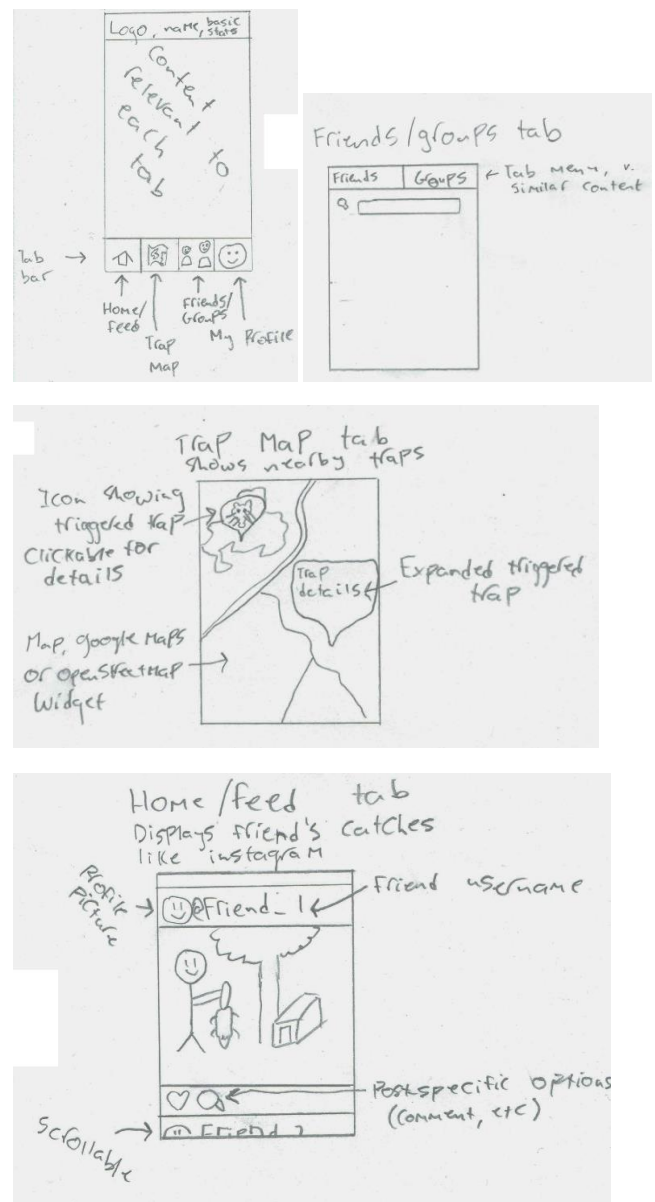 Logo, name, basic stats
Content
relevant to
each
tab
Tab
bar
Home/
feed
Trap
Map
Friends/
Groups
My Profile
Friends/groups tab
Friends
Groups
Tab menu, v.
similar content
Trap Map tab
shows nearby traps
Icon showing
triggered trap
Clickable for
details
Trap
details
Expanded triggered
trap
Map, google maps
or openstreetmap
widget
Home/feed tab
Displays friend's catches
like instagram
Profile
Picture
@Friend_1
Friend username
Post specific options
(comment, etc)
Scrollable
Friend_2